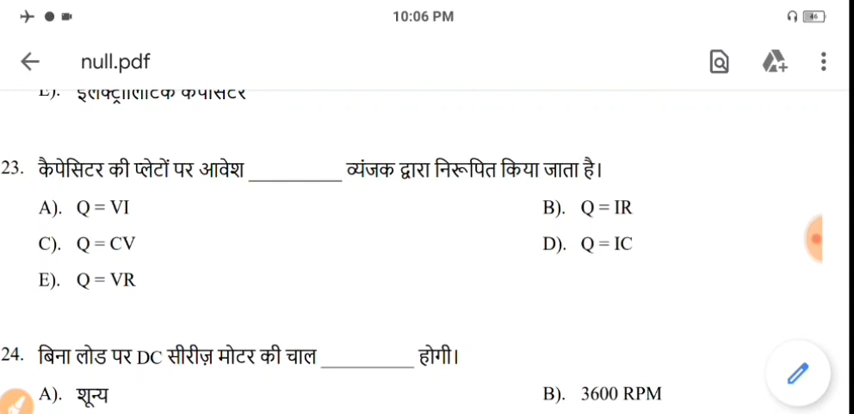 10:06 PM
46
null.pdf
E). इलेक्ट्रोलिटिक कैपेसिटर
23. कैपेसिटर की प्लेटों पर आवेश _________ व्यंजक द्वारा निरूपित किया जाता है।
A). Q = VI B). Q = IR
C). Q = CV D). Q = IC
E). Q = VR
24. बिना लोड पर DC सीरीज़ मोटर की चाल _________ होगी।
A). शून्य B). 3600 RPM